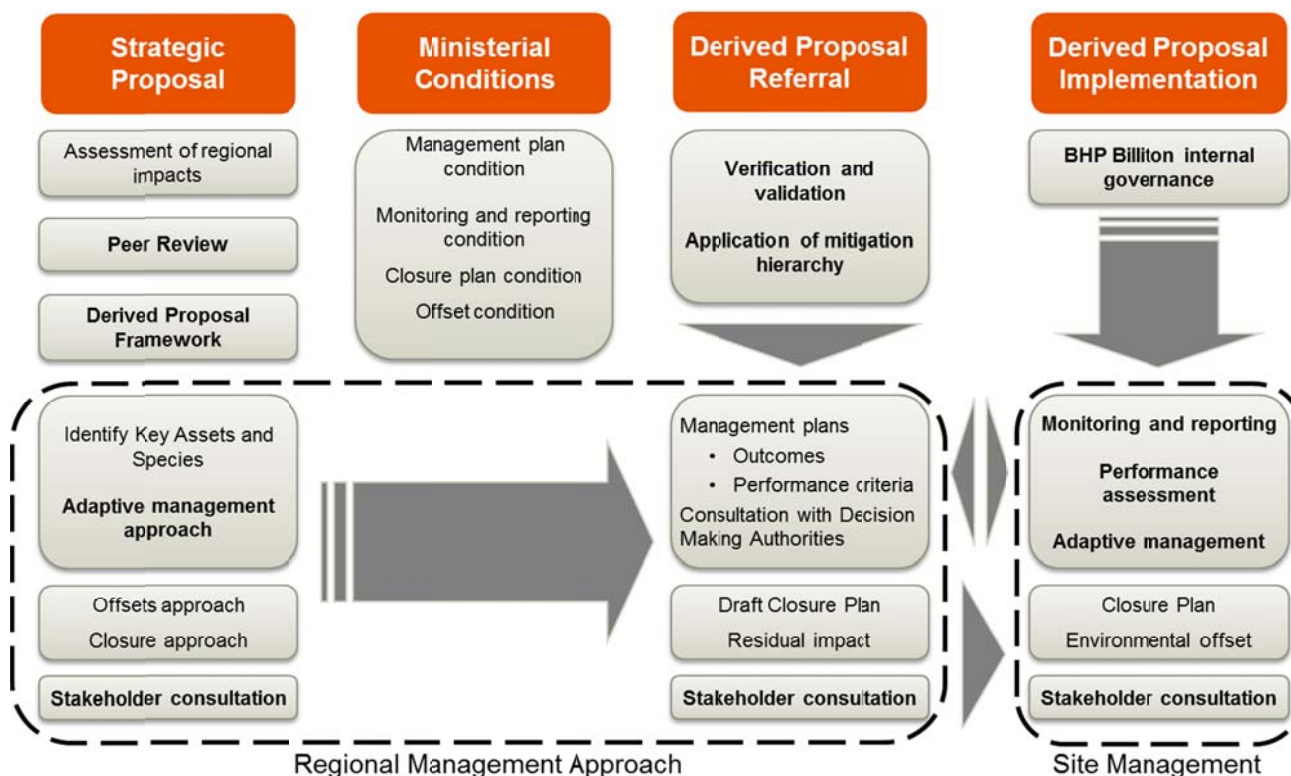 Strategic
Proposal
Assessment of regional
impacts
Peer Review
Derived Proposal
Framework
Identify Key Assets and
Species
Adaptive management
approach
Offsets approach
Closure approach
Stakeholder consultation
Ministerial
Conditions
Management plan
condition
Monitoring and reporting
condition
Closure plan condition
Offset condition
Derived Proposal
Referral
Verification and
validation
Application of mitigation
hierarchy
Management plans
• Outcomes
• Performance criteria
Consultation with Decision
Making Authorities
Draft Closure Plan
Residual impact
Stakeholder consultation
Derived Proposal
Implementation
BHP Billiton internal
governance
Monitoring and reporting
Performance
assessment
Adaptive management
Closure Plan
Environmental offset
Stakeholder consultation
Regional Management Approach
Site Management